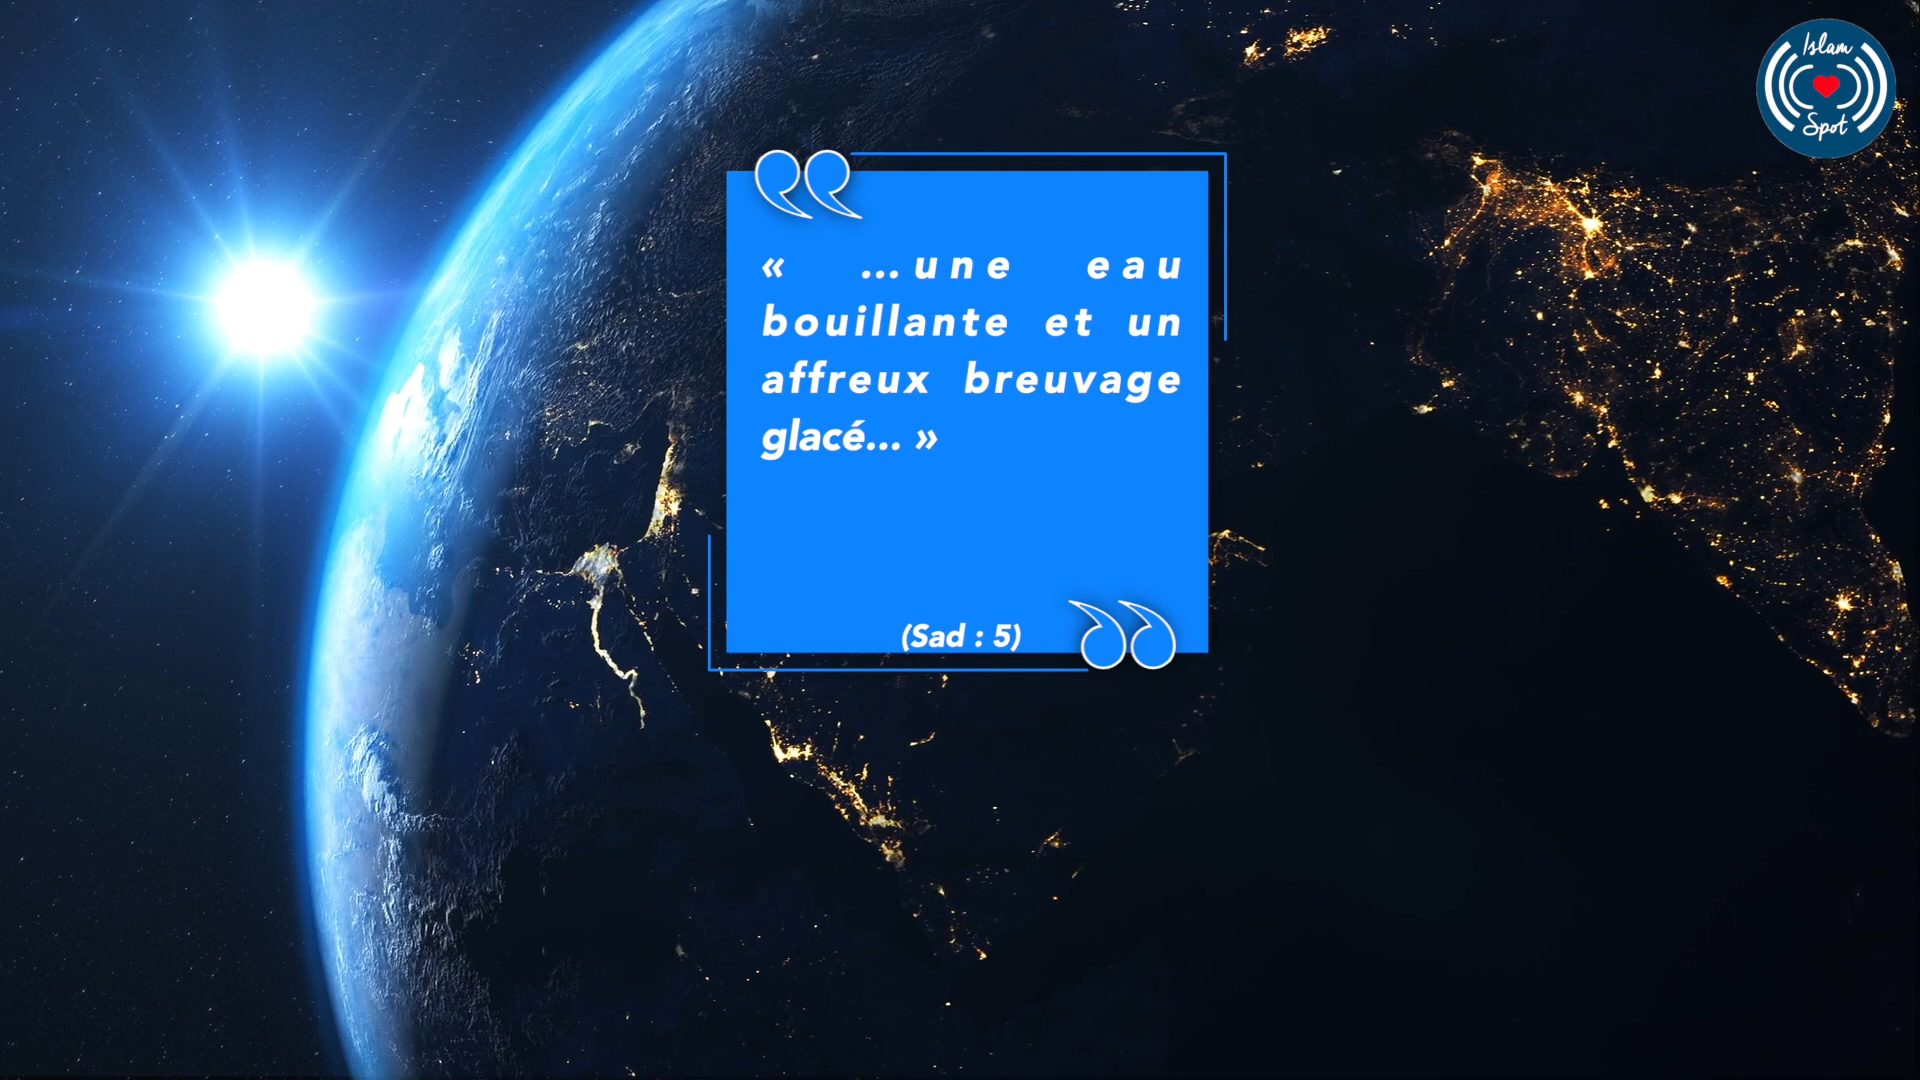 Islam
Spot
« ...une eau
bouillante et un
affreux breuvage
glacé... »
(Sad : 5)